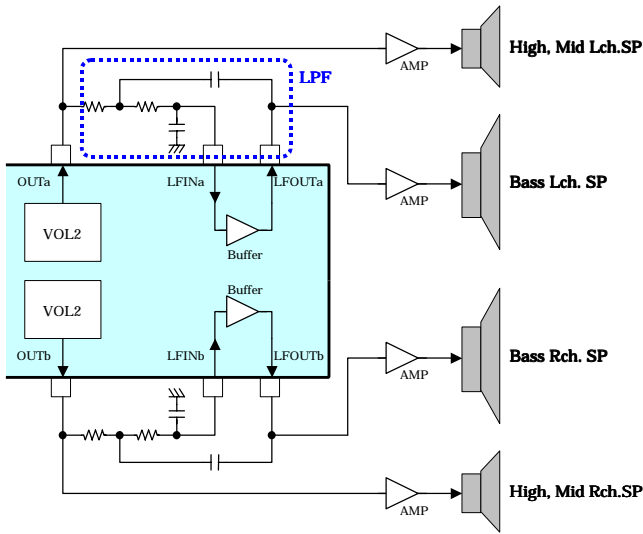 High, Mid Lch.SP
AMP
LPF
OUTa
LFINa
LFOUTa
Bass Lch. SP
AMP
VOL2
Buffer
VOL2
Buffer
OUTb
LFINb
LFOUTb
Bass Rch. SP
AMP
High, Mid Rch.SP
AMP